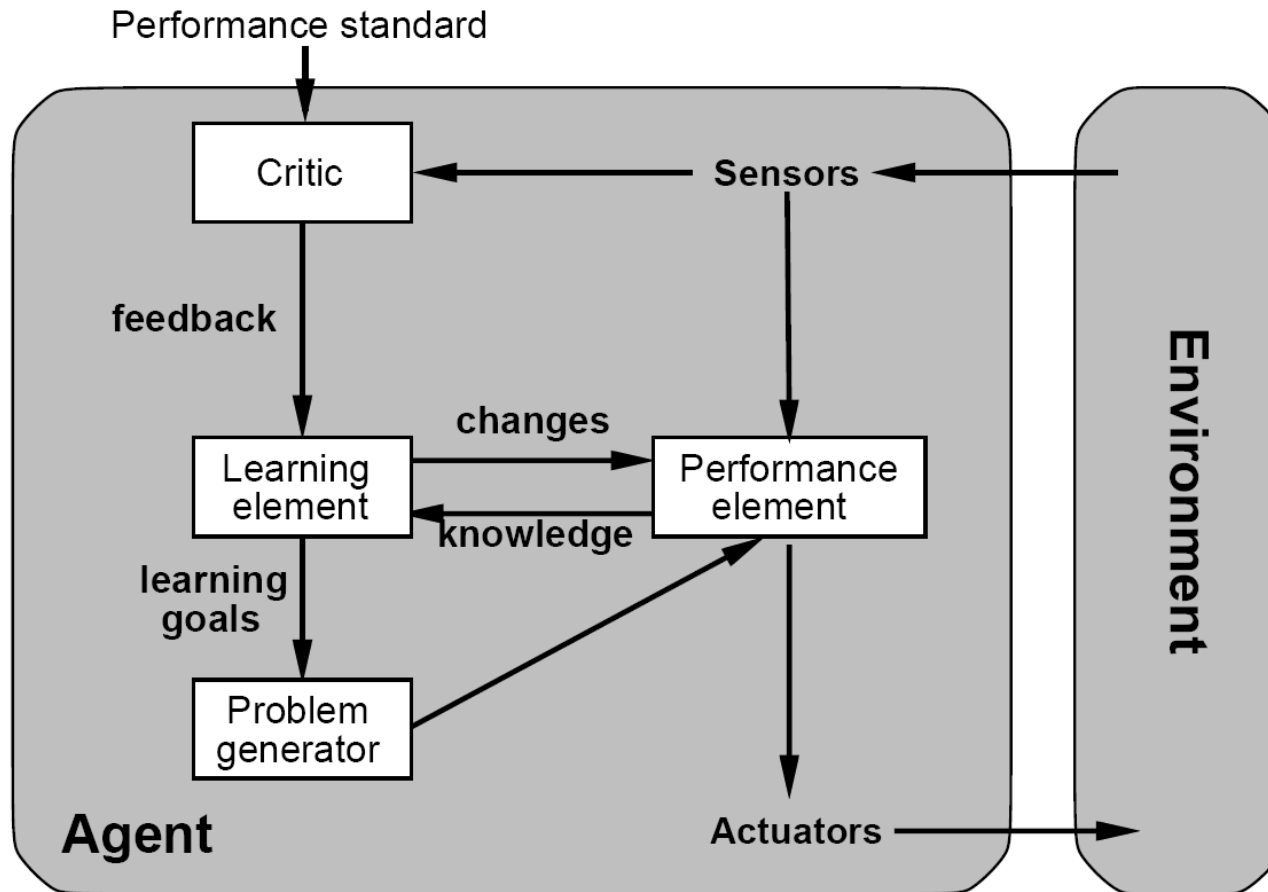 Performance standard
Critic
Sensors
feedback
changes
Learning
element
Performance
element
knowledge
learning
goals
Problem
generator
Agent
Actuators
Environment